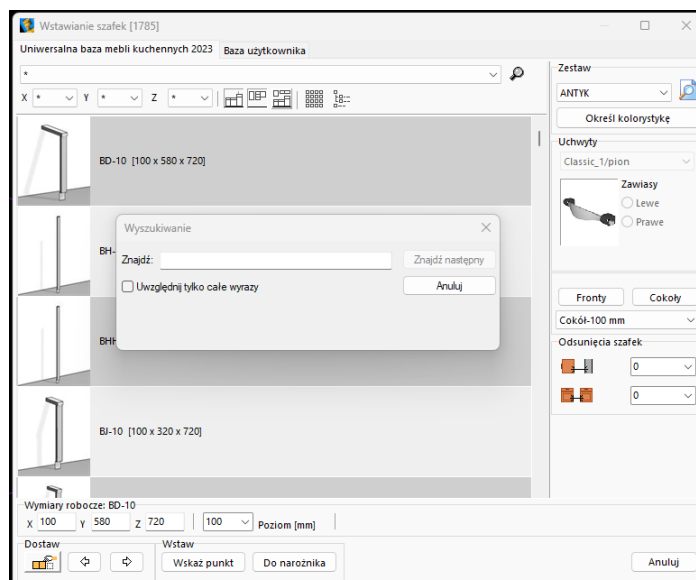 Wstawianie szafek [1785]
Uniwersalna baza mebli kuchennych 2023 Baza użytkownika
*
X * Y * Z *
BD-10 [100 x 580 x 720]
BH-
BHH
BJ-10 [100 x 320 x 720]
Wyszukiwanie
Znajdź: Znajdź następny
Uwzględnij tylko całe wyrazy Anuluj
Zestaw
ANTYK
Określ kolorystykę
Uchwyty
Classic_1/pion
Zawiasy
Lewe
Prawe
Fronty Cokoły
Cokół-100 mm
Odsunięcia szafek
0
0
Wymiary robocze: BD-10
X 100 Y 580 Z 720 100 Poziom [mm]
Dostaw Wstaw
Wskaż punkt Do narożnika Anuluj